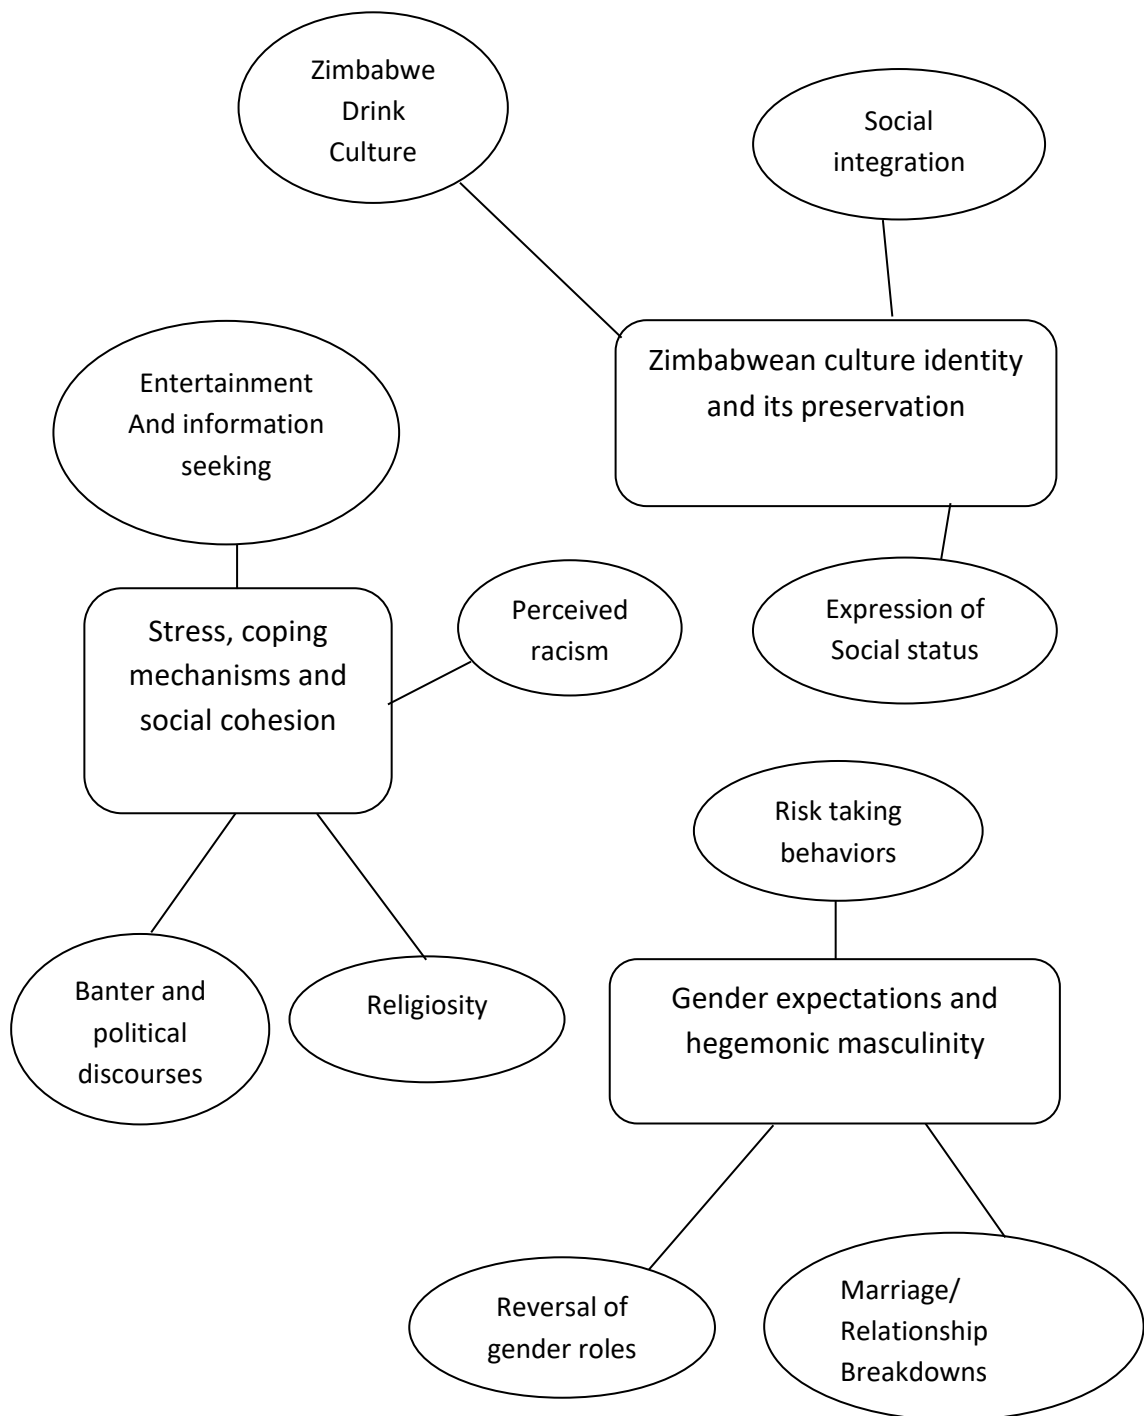 Zimbabwe
Drink
Culture
Social
integration
Zimbabwean culture identity
and its preservation
Entertainment
And information
seeking
Expression of
Social status
Stress, coping
mechanisms and
social cohesion
Perceived
racism
Risk taking
behaviors
Banter and
political
discourses
Religiosity
Gender expectations and
hegemonic masculinity
Reversal of
gender roles
Marriage/
Relationship
Breakdowns